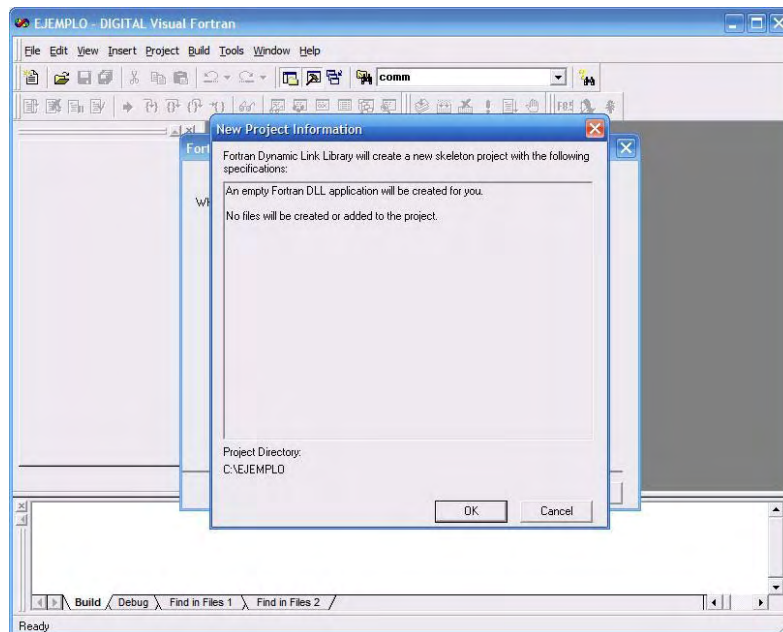 EJEMPLO - DIGITAL Visual Fortran
File Edit View Insert Project Build Tools Window Help
comm
New Project Information
Fortran Dynamic Link Library will create a new skeleton project with the following
specifications:
An empty Fortran DLL application will be created for you.
No files will be created or added to the project.
Project Directory:
C:\EJEMPLO
OK Cancel
Build Debug Find in Files 1 Find in Files 2
Ready